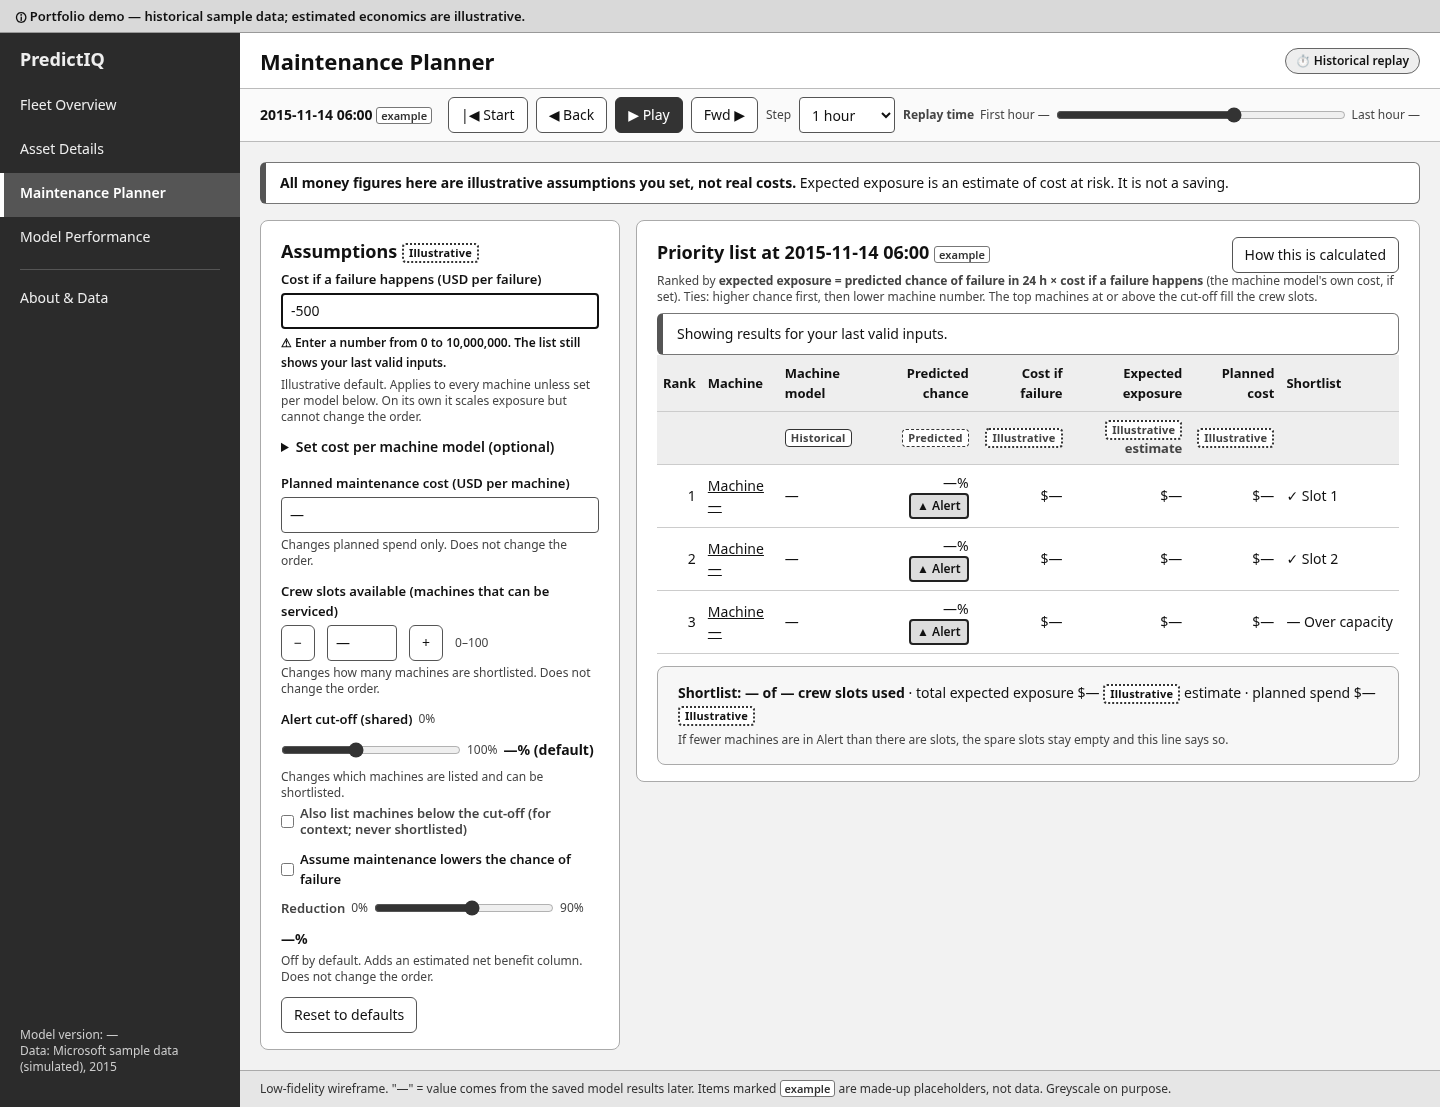 ⓘ Portfolio demo — historical sample data; estimated economics are illustrative.
PredictIQ
Fleet Overview
Asset Details
Maintenance Planner
Model Performance
About & Data
Model version: —
Data: Microsoft sample data
(simulated), 2015
Maintenance Planner
⏱ Historical replay
2015-11-14 06:00 example
|◀ Start
◀ Back
▶ Play
Fwd ▶
Step
1 hour
Replay time First hour —
Last hour —
All money figures here are illustrative assumptions you set, not real costs. Expected exposure is an estimate of cost at risk. It is not a saving.
Assumptions Illustrative
Cost if a failure happens (USD per failure)
-500
⚠ Enter a number from 0 to 10,000,000. The list still
shows your last valid inputs.
Illustrative default. Applies to every machine unless set
per model below. On its own it scales exposure but
cannot change the order.
▶ Set cost per machine model (optional)
Planned maintenance cost (USD per machine)
—
Changes planned spend only. Does not change the
order.
Crew slots available (machines that can be
serviced)
− — + 0–100
Changes how many machines are shortlisted. Does not
change the order.
Alert cut-off (shared) 0%
100% —% (default)
Changes which machines are listed and can be
shortlisted.
Also list machines below the cut-off (for
context; never shortlisted)
Assume maintenance lowers the chance of
failure
Reduction 0% 90%
—%
Off by default. Adds an estimated net benefit column.
Does not change the order.
Reset to defaults
Priority list at 2015-11-14 06:00 example
How this is calculated
Ranked by expected exposure = predicted chance of failure in 24 h × cost if a failure happens (the machine model's own cost, if
set). Ties: higher chance first, then lower machine number. The top machines at or above the cut-off fill the crew slots.
Showing results for your last valid inputs.
Rank Machine Machine model Predicted chance Cost if failure Expected exposure Planned cost Shortlist
Historical Predicted Illustrative Illustrative estimate Illustrative
1 Machine — — —% ▲ Alert $— $— $— ✓ Slot 1
2 Machine — — —% ▲ Alert $— $— $— ✓ Slot 2
3 Machine — — —% ▲ Alert $— $— $— — Over capacity
Shortlist: — of — crew slots used · total expected exposure $— Illustrative estimate · planned spend $—
Illustrative
If fewer machines are in Alert than there are slots, the spare slots stay empty and this line says so.
Low-fidelity wireframe. "—" = value comes from the saved model results later. Items marked example are made-up placeholders, not data. Greyscale on purpose.